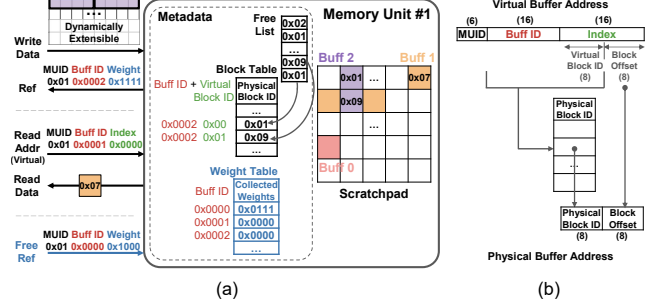 Dynamically
Extensible
Write
Data
MUID Buff ID Weight
0x01 0x0002 0x1111
Ref
Read
Addr
(Virtual)
MUID Buff ID Index
0x01 0x0001 0x0000
Read
Data
0x07
MUID Buff ID Weight
0x01 0x0000 0x1000
Free
Ref
Metadata
Memory Unit #1
Free
List
0x02
0x01
...
0x09
0x01
Block Table
Buff ID + Virtual
Block ID
Physical
Block ID
...
0x0002 0x00 0x01
0x0002 0x01 0x09
...
Weight Table
Buff ID
Collected
Weights
0x0000 0x0111
0x0001 0x0000
0x0002 0x0000
...
Buff 2
Buff 1
0x01 ... 0x07
0x09
...
Buff 0
Scratchpad
(a)
Virtual Buffer Address
(6) (16) (16)
MUID Buff ID Index
Virtual
Block ID
(8)
Block
Offset
(8)
Physical
Block ID
...
Physical
Block ID
Block
Offset
(8) (8)
Physical Buffer Address
(b)